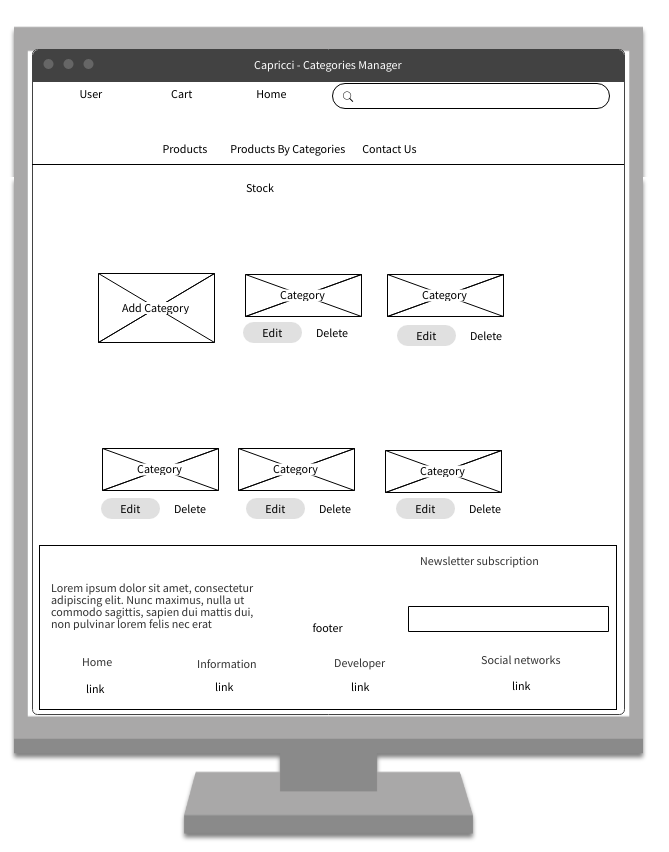 Capricci - Categories Manager
User Cart Home
Products Products By Categories Contact Us
Stock
Add Category Category Category
Edit Delete Edit Delete
Category Category Category
Edit Delete Edit Delete Edit Delete
Newsletter subscription
Lorem ipsum dolor sit amet, consectetur
adipiscing elit. Nunc maximus, nulla ut
commodo sagittis, sapien dui mattis dui,
non pulvinar lorem felis nec erat
footer
Home Information Developer Social networks
link link link link